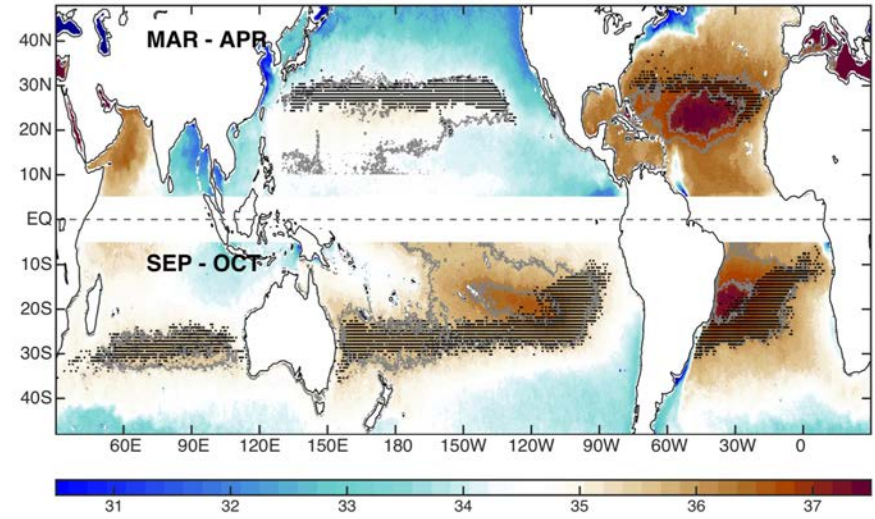 40N
MAR - APR
30N
20N
10N
EQ
SEP - OCT
10S
20S
30S
40S
60E 90E 120E 150E 180 150W 120W 90W 60W 30W 0
31 32 33 34 35 36 37